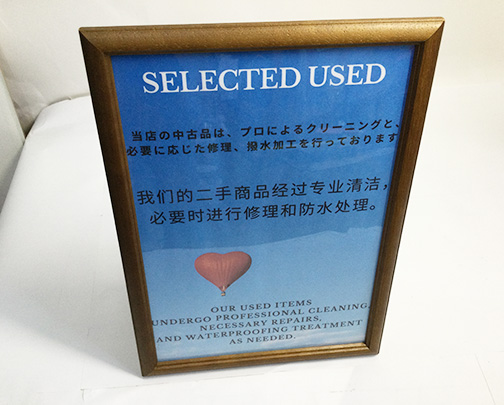 SELECTED USED
当店の中古品は、プロによるクリーニングと、
必要に応じた修理、撥水加工を行っております
我们的二手商品经过专业清洁，
必要时进行修理和防水处理。
OUR USED ITEMS
UNDERGO PROFESSIONAL CLEANING,
NECESSARY REPAIRS,
AND WATERPROOFING TREATMENT
AS NEEDED.